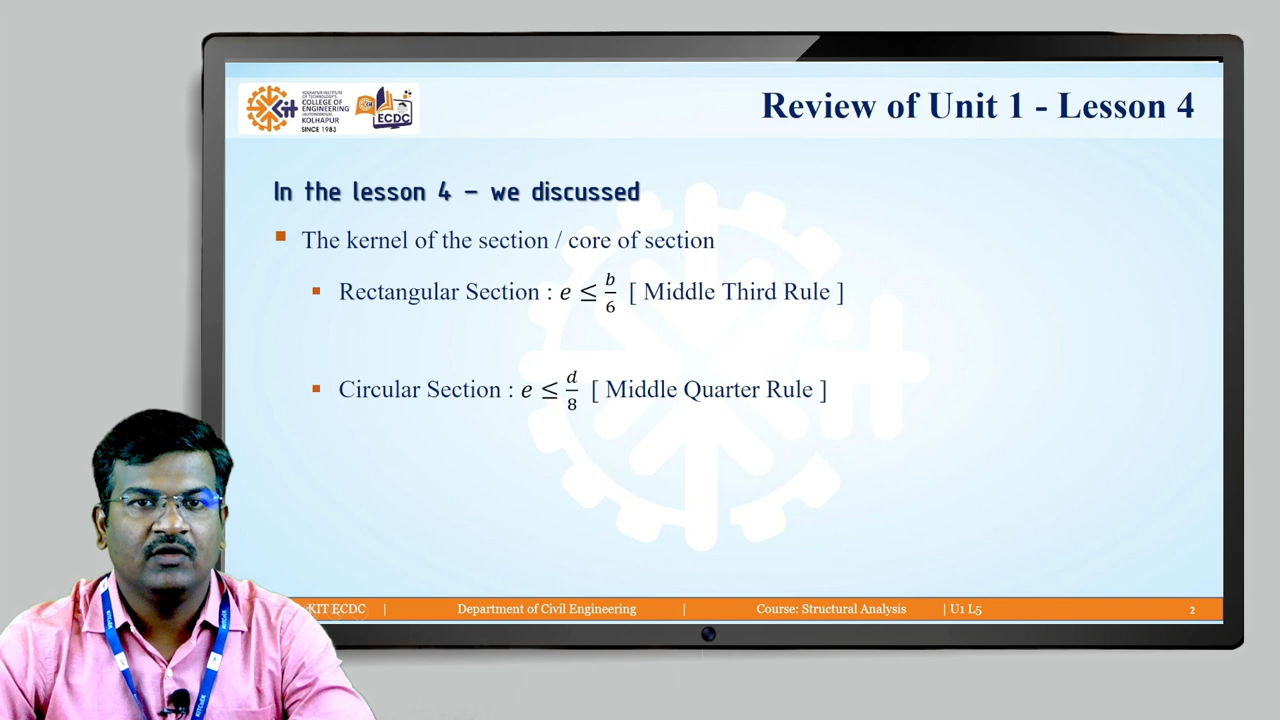 KOLHAPUR INSTITUTE
OF TECHNOLOGY'S
COLLEGE OF
ENGINEERING
(AUTONOMOUS),
KOLHAPUR
SINCE 1983
ECDC
Review of Unit 1 - Lesson 4
In the lesson 4 – we discussed
The kernel of the section / core of section
Rectangular Section : e ≤ b/6 [ Middle Third Rule ]
Circular Section : e ≤ d/8 [ Middle Quarter Rule ]
KIT ECDC | Department of Civil Engineering | Course: Structural Analysis | U1 L5 2